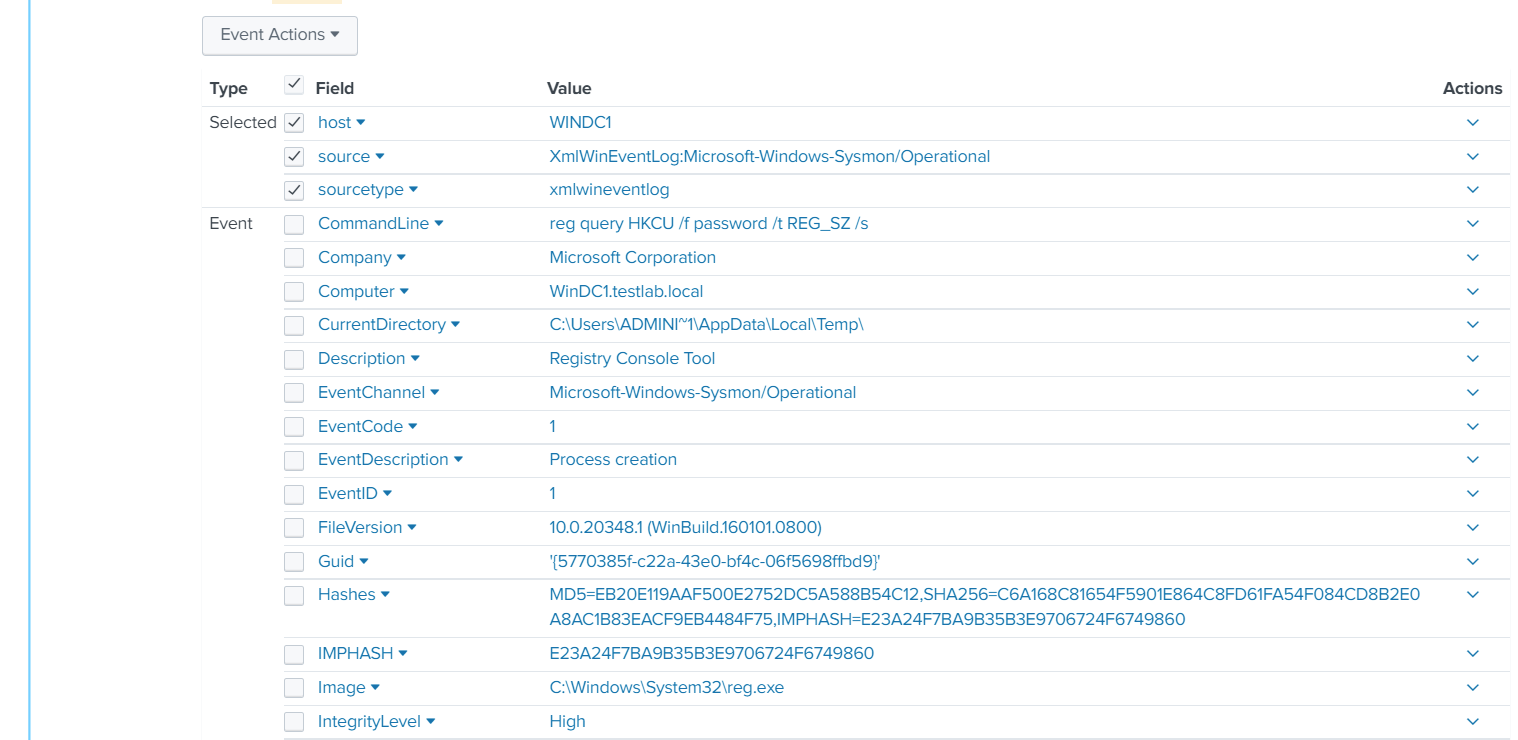 Event Actions
Type Field Value Actions
Selected host WINDC1
source XmlWinEventLog:Microsoft-Windows-Sysmon/Operational
sourcetype xmlwineventlog
Event CommandLine reg query HKCU /f password /t REG_SZ /s
Company Microsoft Corporation
Computer WinDC1.testlab.local
CurrentDirectory C:\Users\ADMINI~1\AppData\Local\Temp\
Description Registry Console Tool
EventChannel Microsoft-Windows-Sysmon/Operational
EventCode 1
EventDescription Process creation
EventID 1
FileVersion 10.0.20348.1 (WinBuild.160101.0800)
Guid '{5770385f-c22a-43e0-bf4c-06f5698ffbd9}'
Hashes MD5=EB20E119AAF500E2752DC5A588B54C12,SHA256=C6A168C81654F5901E864C8FD61FA54F084CD8B2E0
A8AC1B83EACF9EB4484F75,IMPHASH=E23A24F7BA9B35B3E9706724F6749860
IMPHASH E23A24F7BA9B35B3E9706724F6749860
Image C:\Windows\System32\reg.exe
IntegrityLevel High